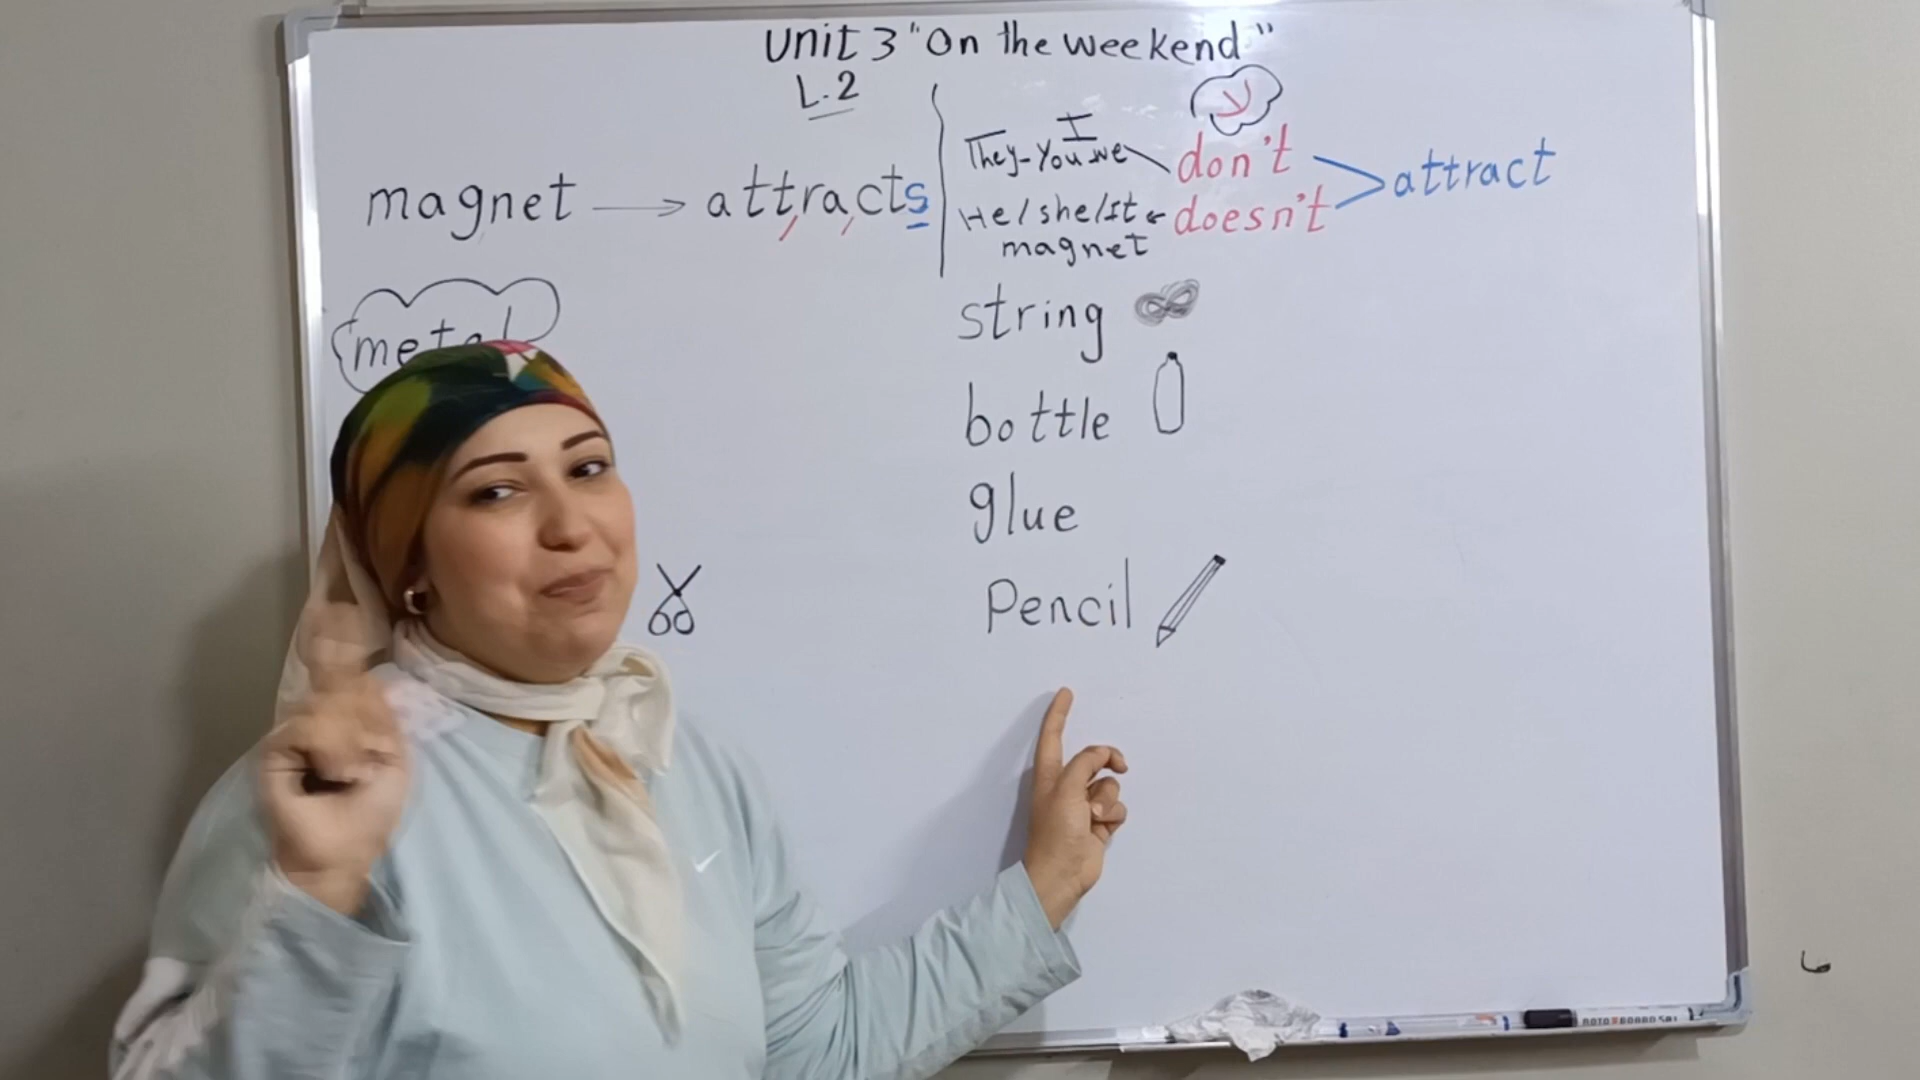 Unit 3 "On the weekend"
L.2
magnet → attracts
metal
I
They-You-we
don't
He/she/It
doesn't
magnet
attract
string
bottle
glue
Pencil